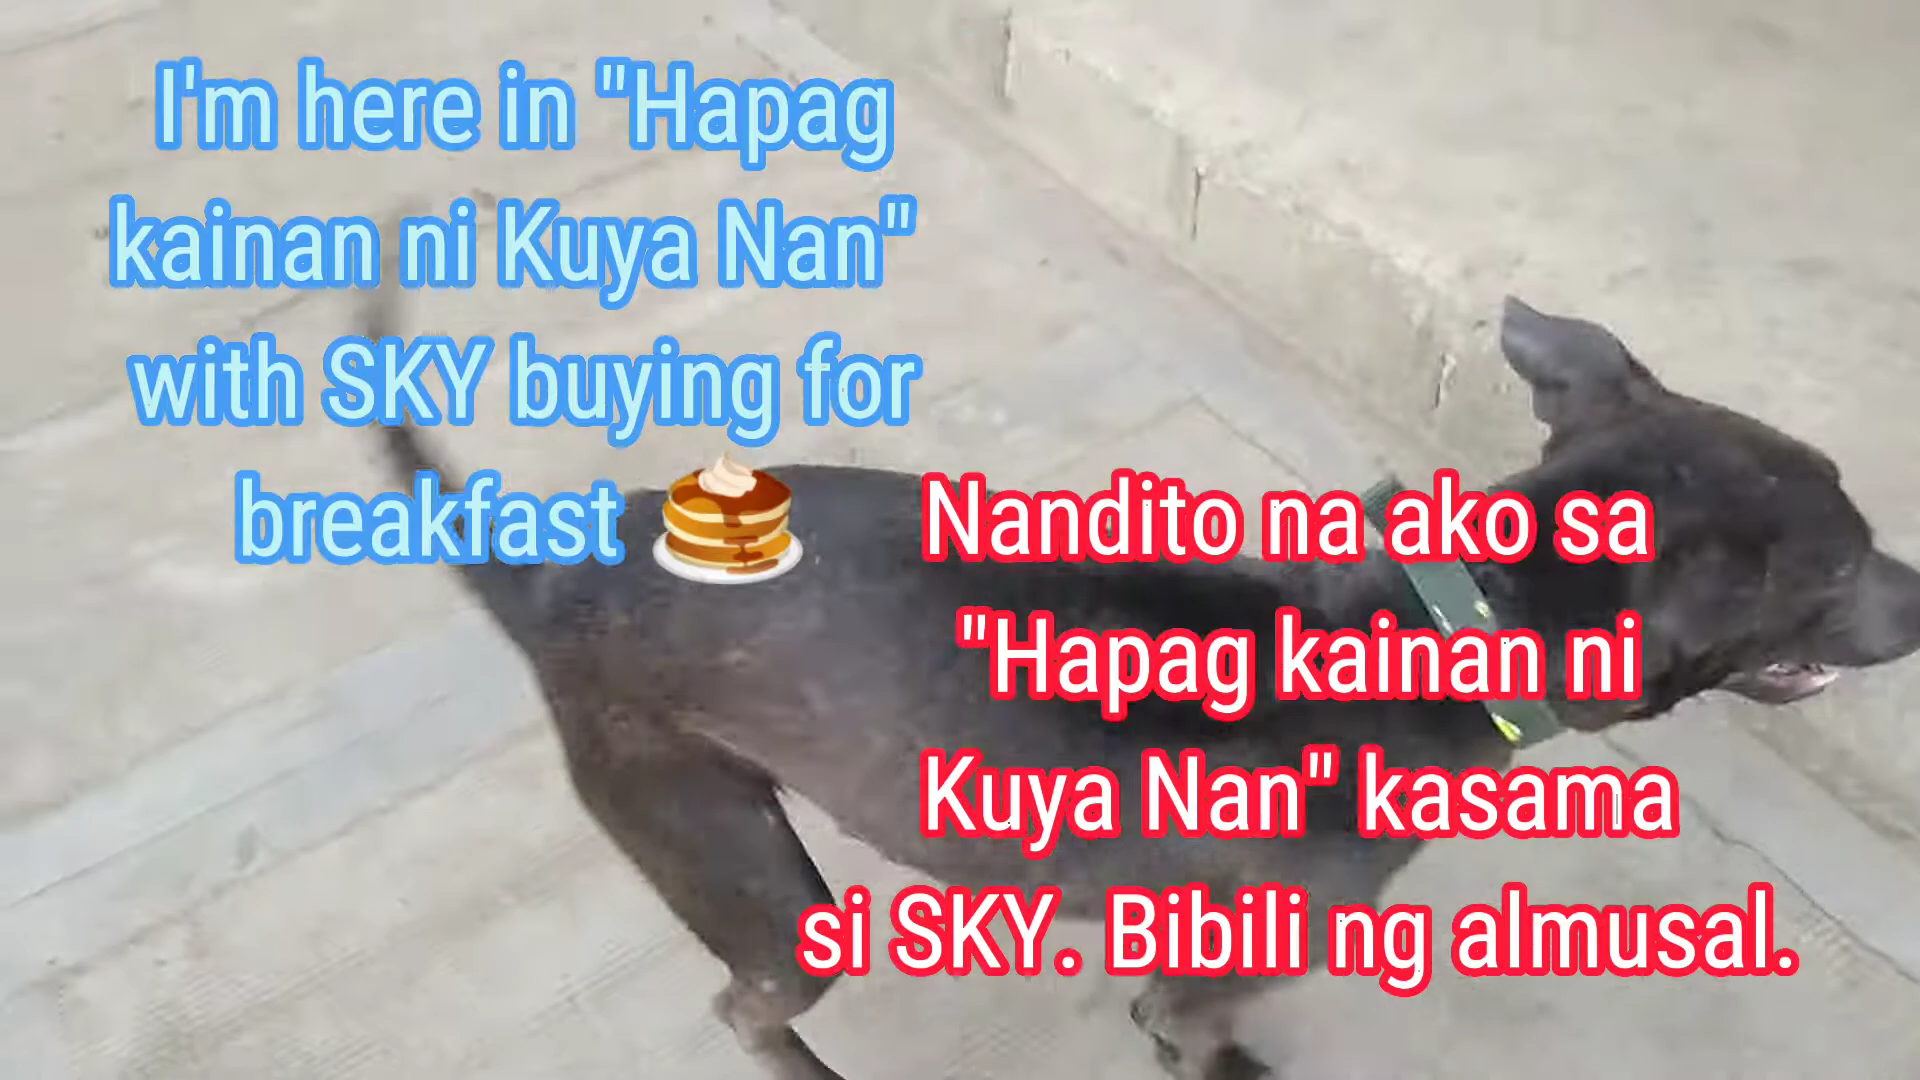 I'm here in "Hapag
kainan ni Kuya Nan"
with SKY buying for
breakfast 🥞
Nandito na ako sa
"Hapag kainan ni
Kuya Nan" kasama
si SKY. Bibili ng almusal.